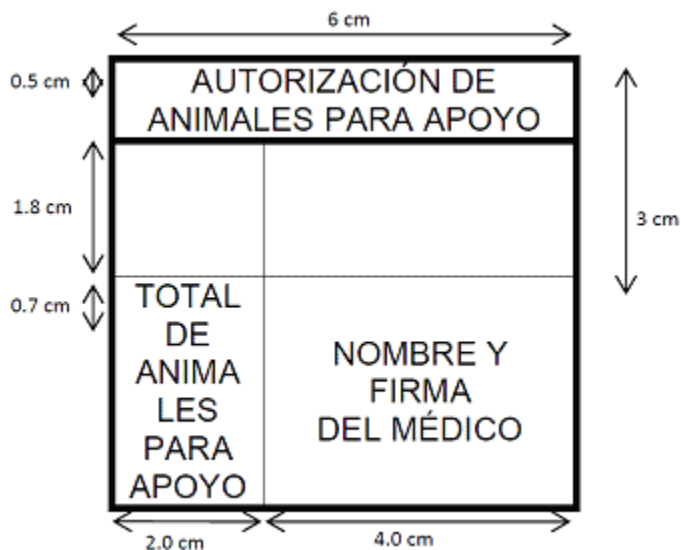 6 cm
0.5 cm
AUTORIZACIÓN DE
ANIMALES PARA APOYO
1.8 cm
3 cm
0.7 cm
TOTAL
DE
ANIMA
LES
PARA
APOYO
NOMBRE Y
FIRMA
DEL MÉDICO
2.0 cm
4.0 cm